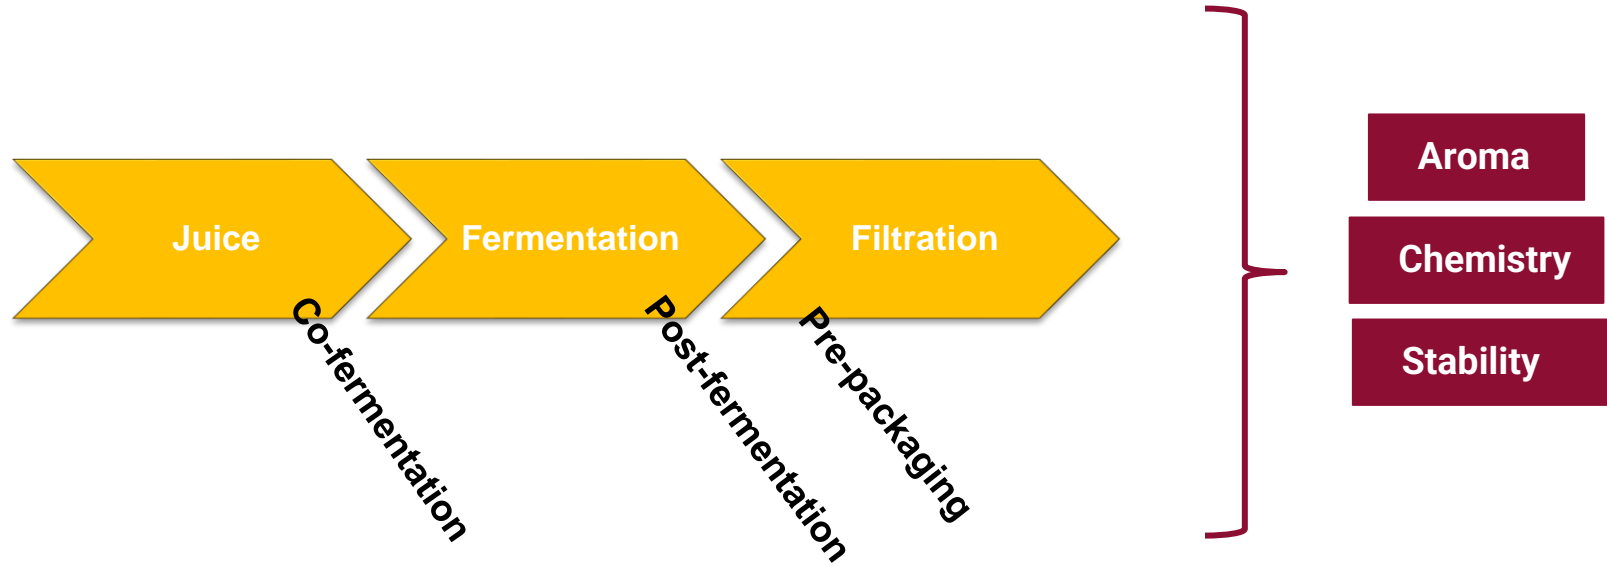 Juice
Fermentation
Filtration
Co-fermentation
Post-fermentation
Pre-packaging
Aroma
Chemistry
Stability